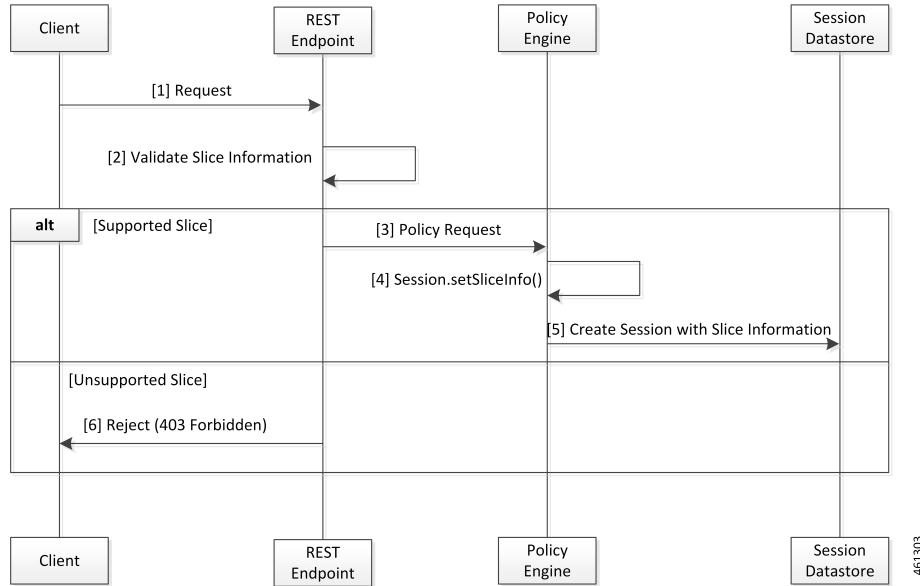 Client
REST
Endpoint
Policy
Engine
Session
Datastore
[1] Request
[2] Validate Slice Information
alt
[Supported Slice]
[3] Policy Request
[4] Session.setSliceInfo()
[5] Create Session with Slice Information
[Unsupported Slice]
[6] Reject (403 Forbidden)
Client
REST
Endpoint
Policy
Engine
Session
Datastore
461303